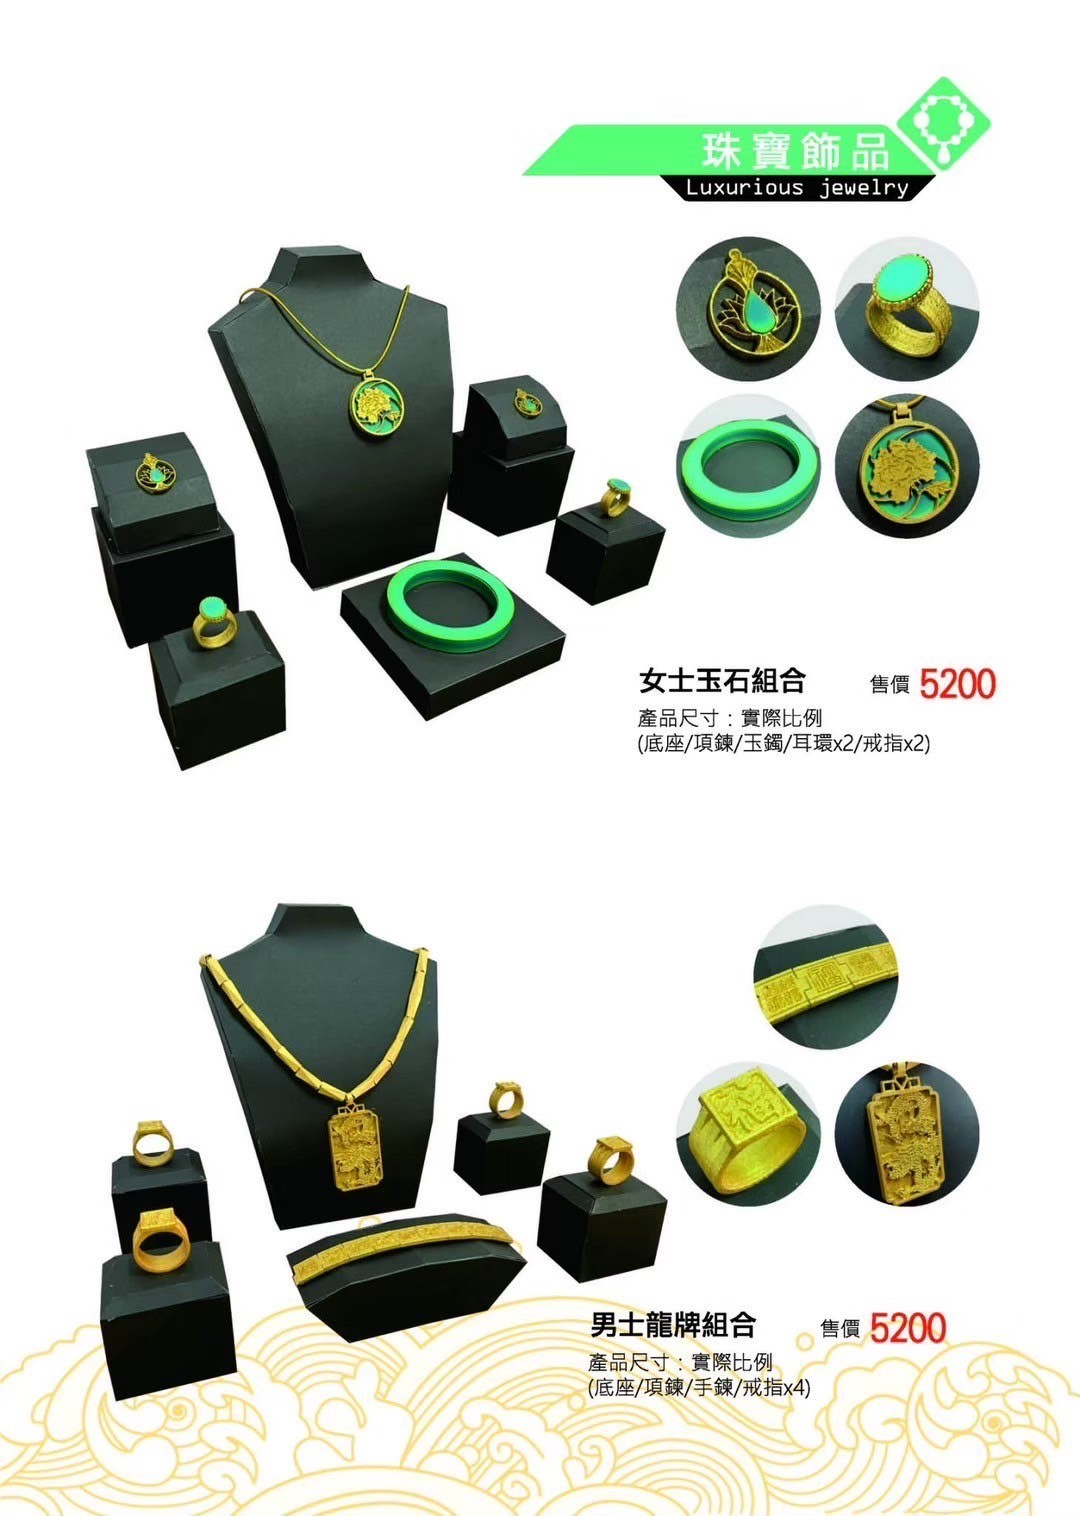 珠寶飾品
Luxurious jewelry
女士玉石組合 售價 5200
產品尺寸：實際比例
(底座/項鍊/玉鐲/耳環x2/戒指x2)
男士龍牌組合 售價 5200
產品尺寸：實際比例
(底座/項鍊/手鍊/戒指x4)